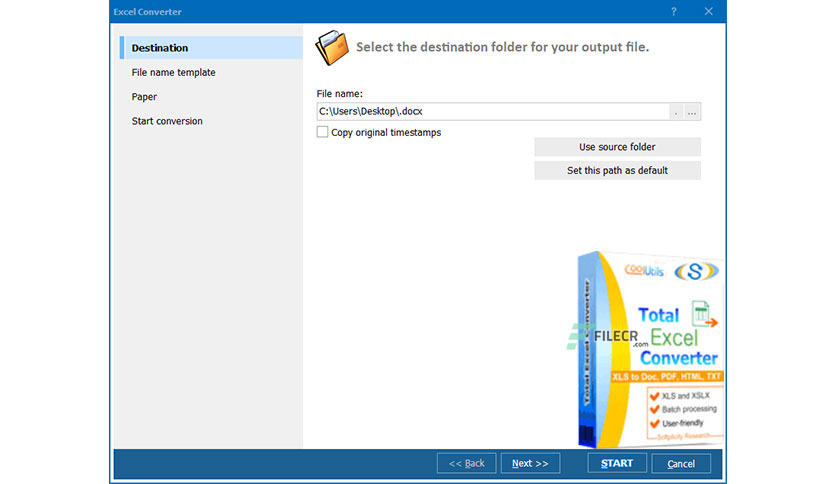 Excel Converter
?
Destination
File name template
Paper
Start conversion
Select the destination folder for your output file.
File name:
C:\Users\Desktop\.docx
. ...
Copy original timestamps
Use source folder
Set this path as default
CoolUtils S
Total
Excel
Converter
XLS to Doc, PDF, HTML, TXT
XLS and XSLX
Batch processing
User-friendly
Softplicity Research
Total Excel Converter
FILECR
.com
<< Back
Next >>
START
Cancel